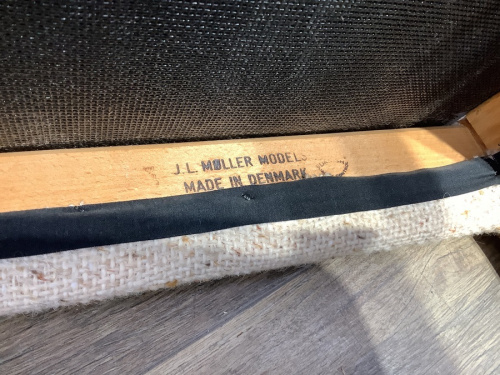 J.L. MØLLER MODELS
MADE IN DENMARK